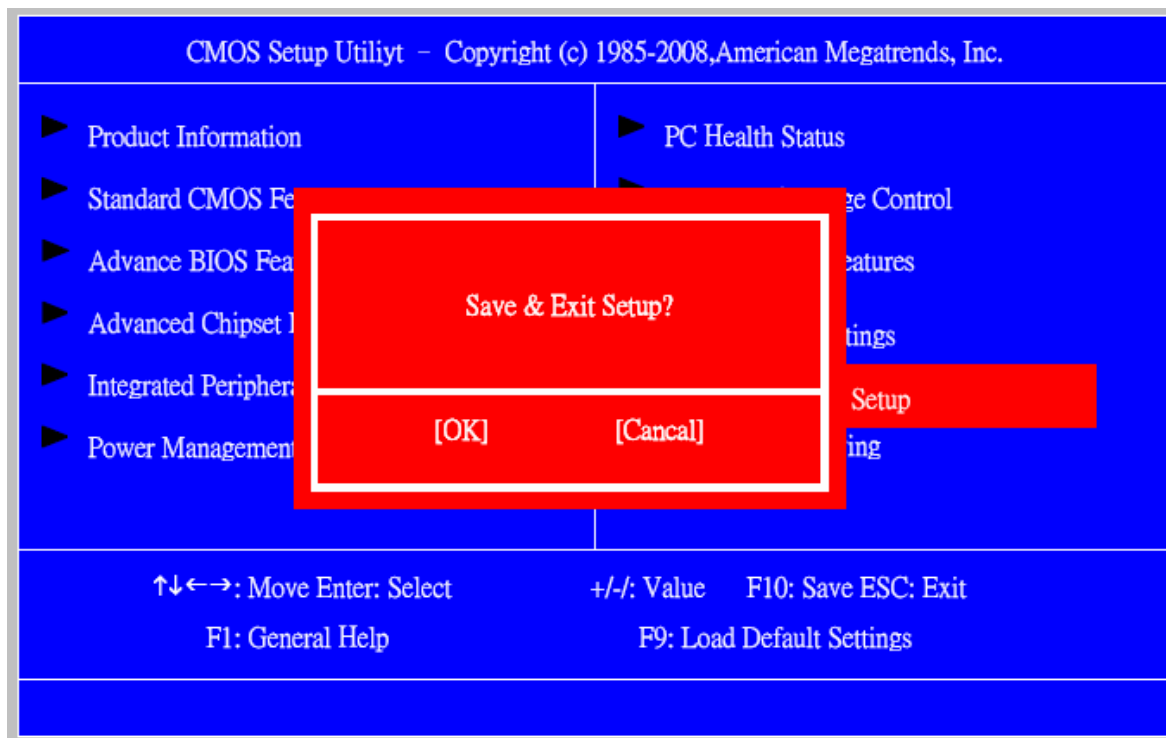 CMOS Setup Utiliyt – Copyright (c) 1985-2008,American Megatrends, Inc.
Product Information
Standard CMOS Fe
Advance BIOS Fea
Advanced Chipset
Integrated Periphera
Power Management
PC Health Status
ge Control
eatures
tings
Setup
ing
Save & Exit Setup?
[OK] [Cancal]
↑↓←→: Move Enter: Select +/-/: Value F10: Save ESC: Exit
F1: General Help F9: Load Default Settings